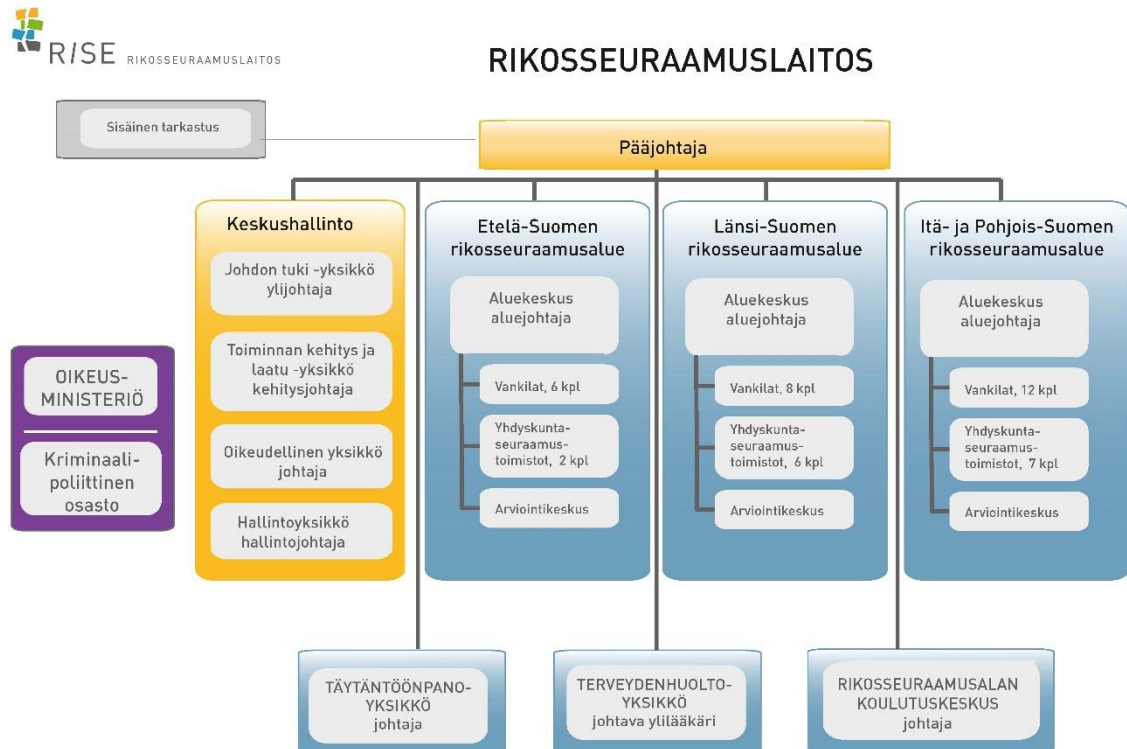 RISE RIKOSSEURAAMUSLAITOS
RIKOSSEURAAMUSLAITOS
Sisäinen tarkastus
Pääjohtaja
Keskushallinto
Johdon tuki -yksikkö
ylijohtaja
Toiminnan kehitys ja
laatu -yksikkö
kehitysjohtaja
Oikeudellinen yksikkö
johtaja
Hallintoyksikkö
hallintojohtaja
Etelä-Suomen
rikosseuraamusalue
Aluekeskus
aluejohtaja
Vankilat, 6 kpl
Yhdyskunta-
seuraamus-
toimistot, 2 kpl
Arviointikeskus
Länsi-Suomen
rikosseuraamusalue
Aluekeskus
aluejohtaja
Vankilat, 8 kpl
Yhdyskunta-
seuraamus-
toimistot, 6 kpl
Arviointikeskus
Itä- ja Pohjois-Suomen
rikosseuraamusalue
Aluekeskus
aluejohtaja
Vankilat, 12 kpl
Yhdyskunta-
seuraamus-
toimistot, 7 kpl
Arviointikeskus
OIKEUS-
MINISTERIÖ
Kriminaali-
poliittinen
osasto
TÄYTÄNTÖÖNPANO-
YKSIKKÖ
johtaja
TERVEYDENHUOLTO-
YKSIKKÖ
johtava ylilääkäri
RIKOSSEURAAMUSALAN
KOULUTUSKESKUS
johtaja